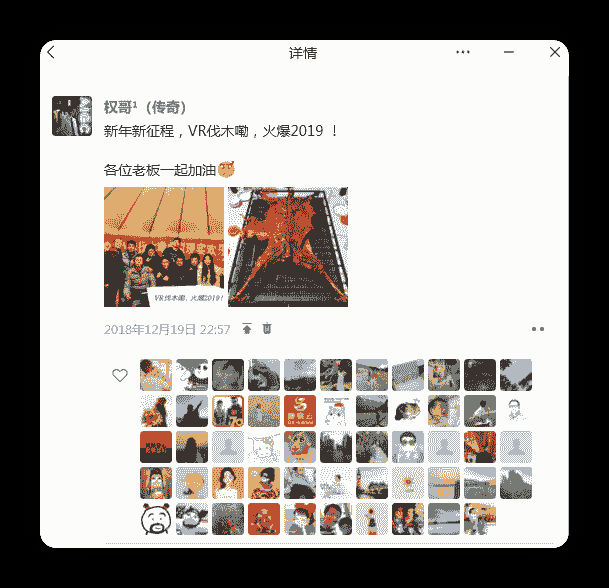 详情
权哥¹（传奇）
新年新征程，VR伐木嘞，火爆2019 ！
各位老板一起加油
VR伐木嘞，火爆2019!
2018年12月19日 22:57